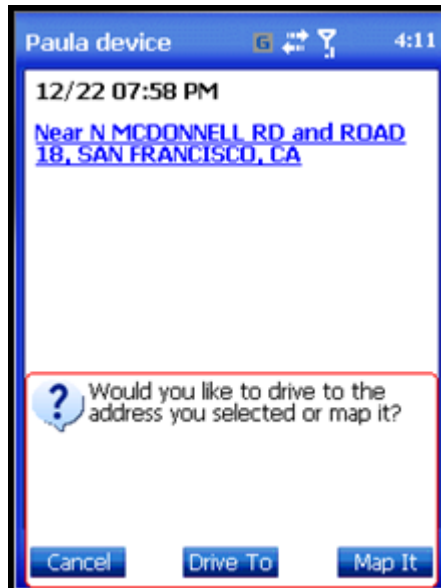 Paula device G 4:11
12/22 07:58 PM
Near N MCDONNELL RD and ROAD
18, SAN FRANCISCO, CA
? Would you like to drive to the
address you selected or map it?
Cancel Drive To Map It